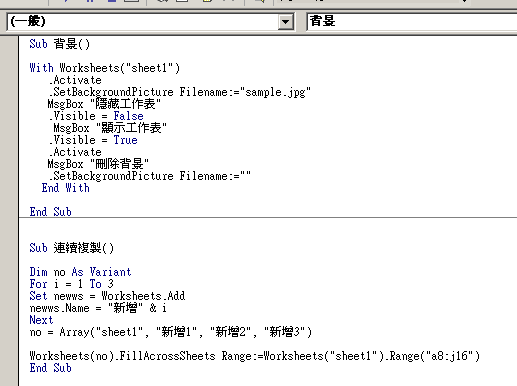 (一般)
背景
Sub 背景()
With Worksheets("sheet1")
.Activate
.SetBackgroundPicture Filename:="sample.jpg"
MsgBox "隱藏工作表"
.Visible = False
MsgBox "顯示工作表"
.Visible = True
.Activate
MsgBox "刪除背景"
.SetBackgroundPicture Filename:=""
End With
End Sub
Sub 連續複製()
Dim no As Variant
For i = 1 To 3
Set newws = Worksheets.Add
newws.Name = "新增" & i
Next
no = Array("sheet1", "新增1", "新增2", "新增3")
Worksheets(no).FillAcrossSheets Range:=Worksheets("sheet1").Range("a8:j16")
End Sub